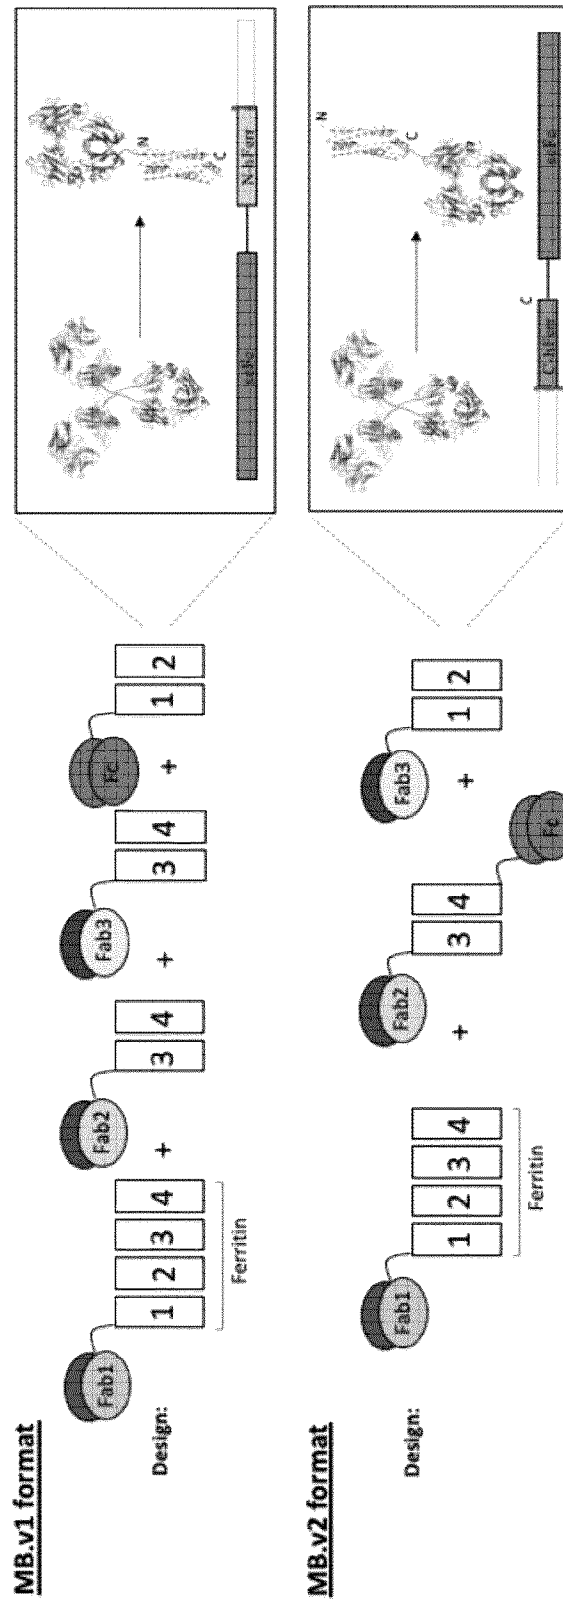 MB.v1 format
Design:
Fab1
1 2 3 4
Ferritin
+
Fab2
3 4
+
Fab3
3 4
+
Fc
1 2
N
C
N-hFerr
MB.v2 format
Design:
Fab1
1 2 3 4
Ferritin
+
Fab2
3 4
Fc
+
Fab3
1 2
N
C
C
C-hFerr